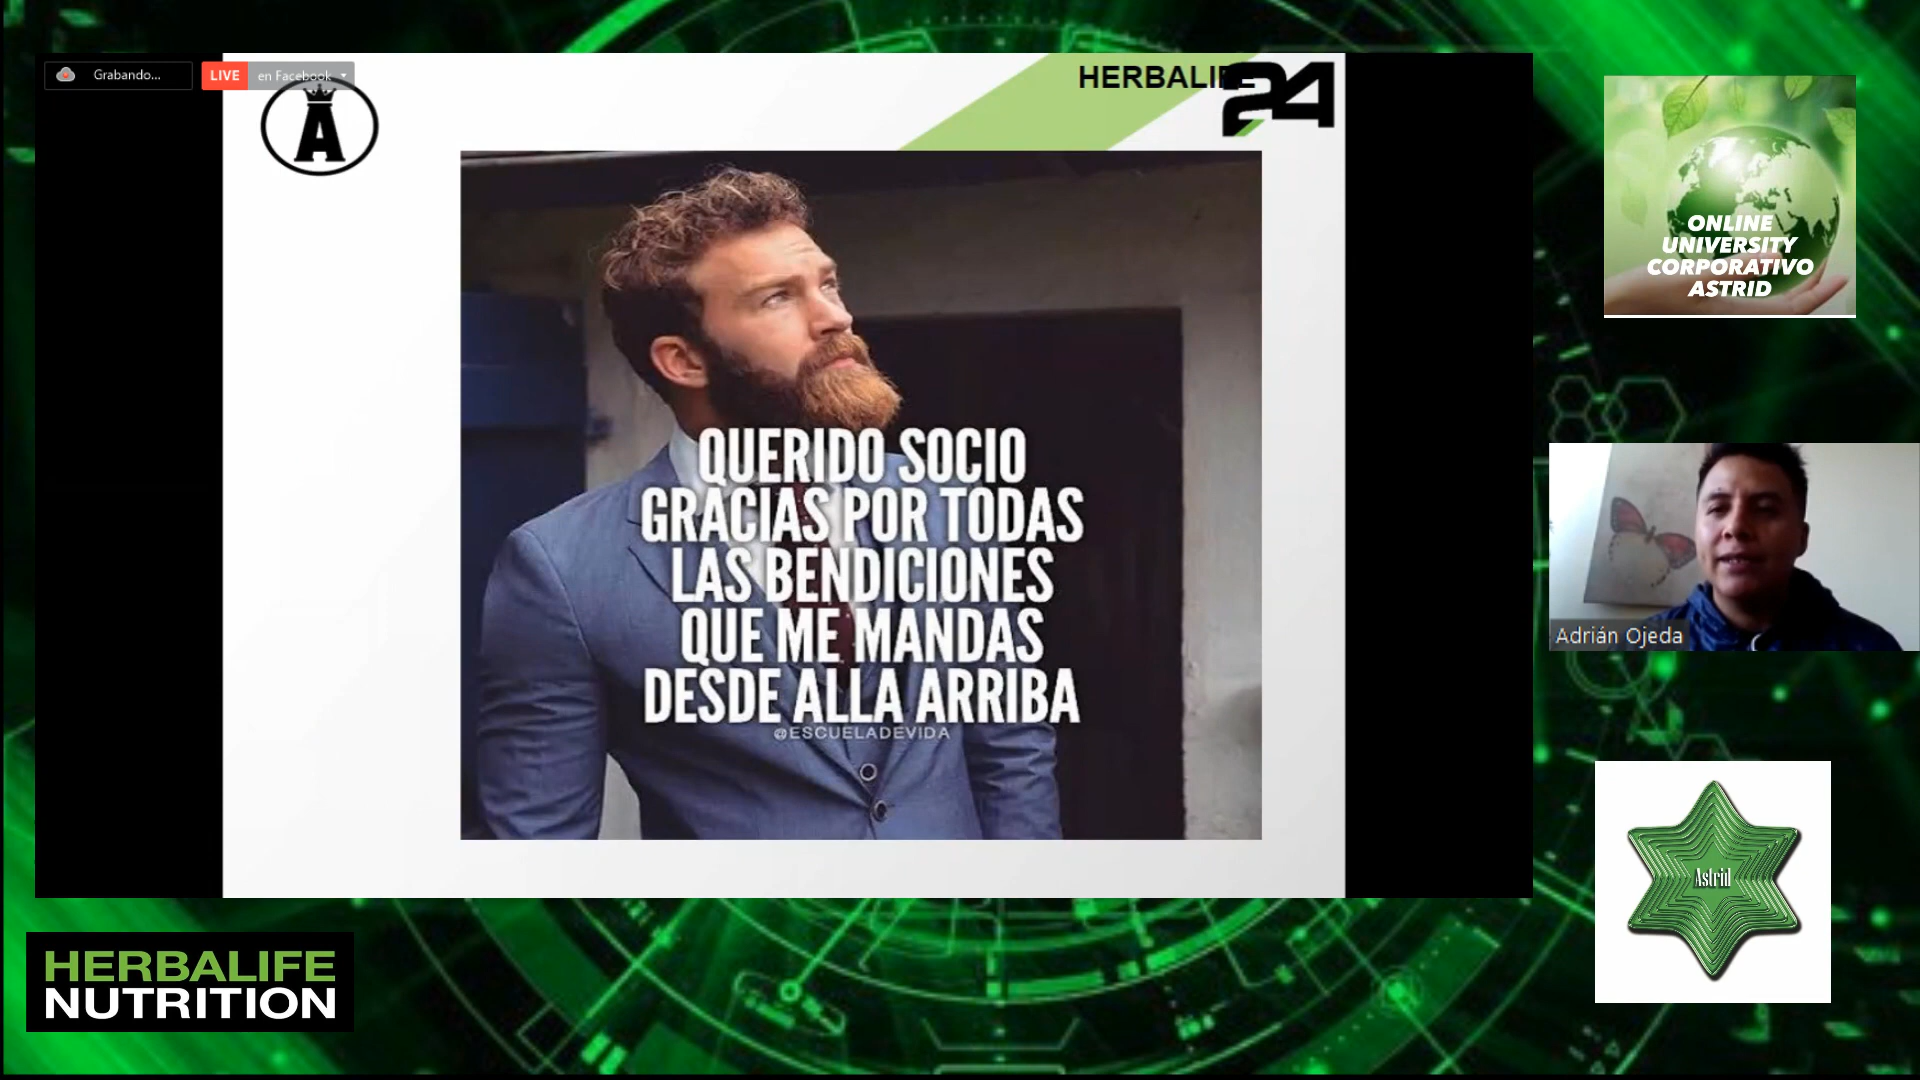 Grabando...
LIVE en Facebook
A
HERBALIFE
24
QUERIDO SOCIO
GRACIAS POR TODAS
LAS BENDICIONES
QUE ME MANDAS
DESDE ALLA ARRIBA
@ESCUELADEVIDA
ONLINE
UNIVERSITY
CORPORATIVO
ASTRID
Adrián Ojeda
Astrid
HERBALIFE
NUTRITION